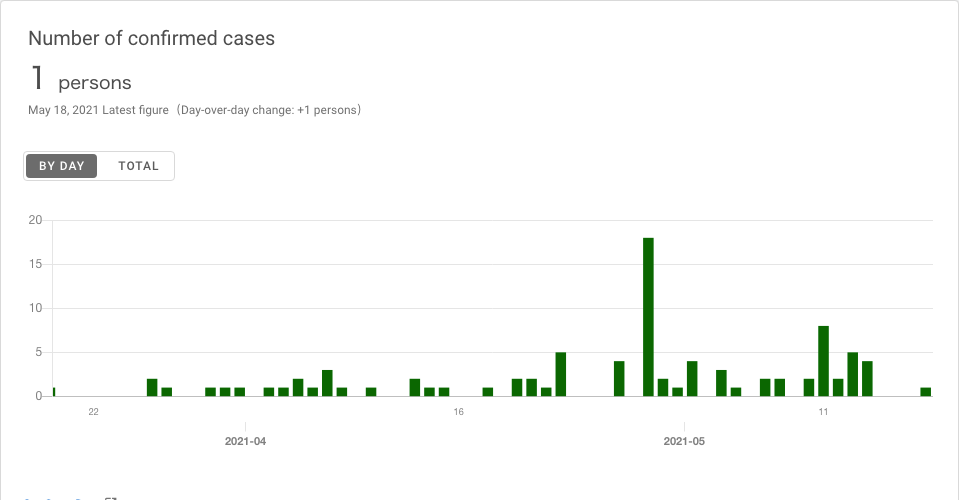 Number of confirmed cases
1 persons
May 18, 2021 Latest figure (Day-over-day change: +1 persons)
BY DAY TOTAL
20
15
10
5
0
22 16 11
2021-04 2021-05